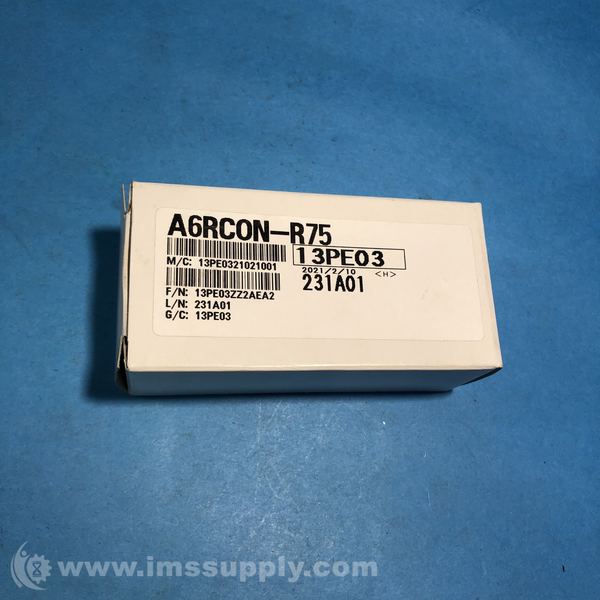 A6RCON-R75
13PE03
M/C: 13PE0321021001
2021/2/10 <H>
231A01
F/N: 13PE03ZZ2AEA2
L/N: 231A01
G/C: 13PE03
www.imssupply.com